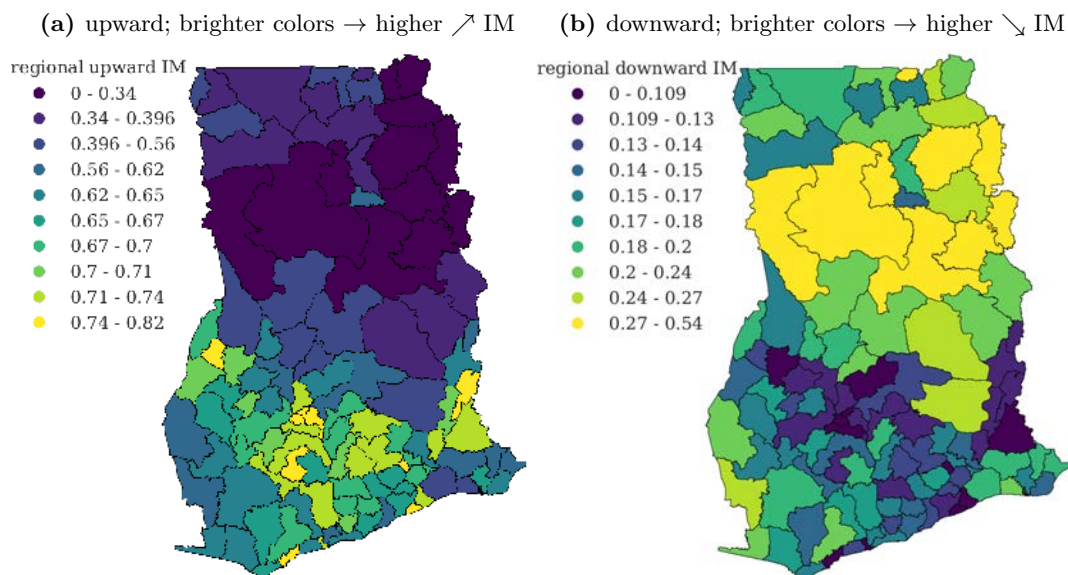 (a) upward; brighter colors → higher ↗ IM
regional upward IM
0 - 0.34
0.34 - 0.396
0.396 - 0.56
0.56 - 0.62
0.62 - 0.65
0.65 - 0.67
0.67 - 0.7
0.7 - 0.71
0.71 - 0.74
0.74 - 0.82
(b) downward; brighter colors → higher ↘ IM
regional downward IM
0 - 0.109
0.109 - 0.13
0.13 - 0.14
0.14 - 0.15
0.15 - 0.17
0.17 - 0.18
0.18 - 0.2
0.2 - 0.24
0.24 - 0.27
0.27 - 0.54